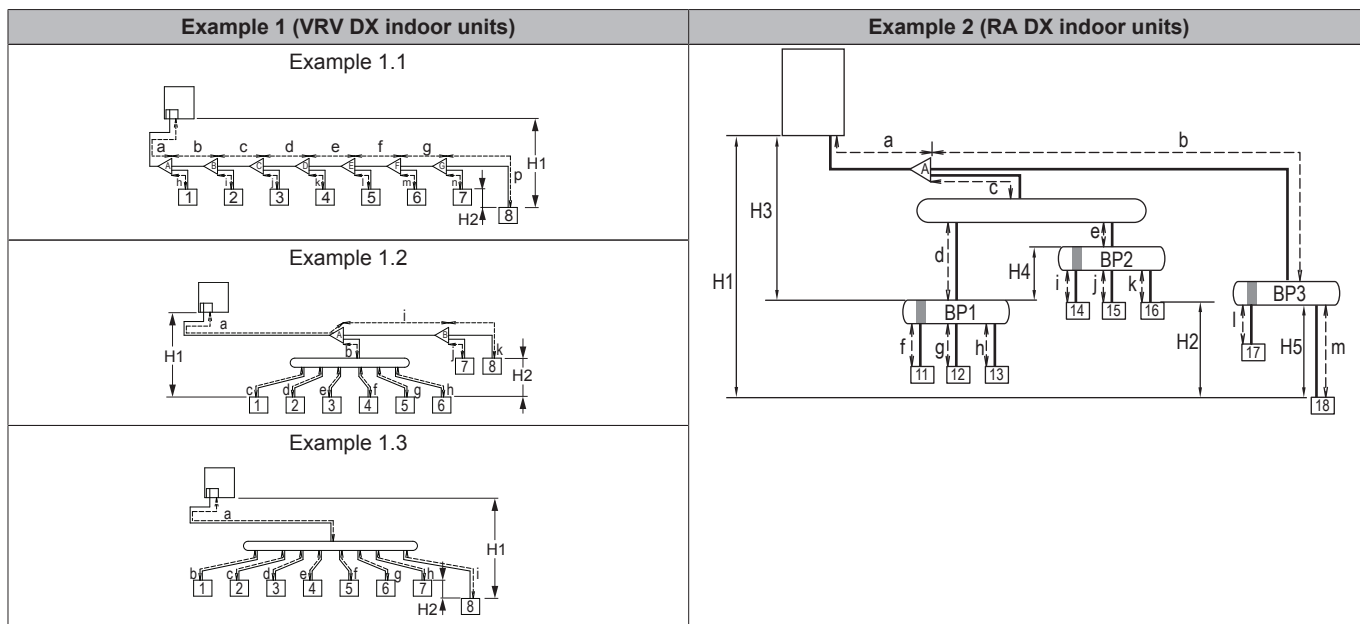 Example 1 (VRV DX indoor units)
Example 1.1
a b c d e f g
H1
A B C D E F G
p
h i j k l m n
1 2 3 4 5 6 7
H2
8
Example 1.2
a
i
H1
A B
b
j k
7 8
H2
c d e f g h
1 2 3 4 5 6
Example 1.3
a
H1
b c d e f g h i
1 2 3 4 5 6 7
H2
8
Example 2 (RA DX indoor units)
a b
A
c
H3
e
d
H4
BP2
H1
i j k
BP3
BP1
14 15 16
l
H2
H5
m
f g h
17
11 12 13
18